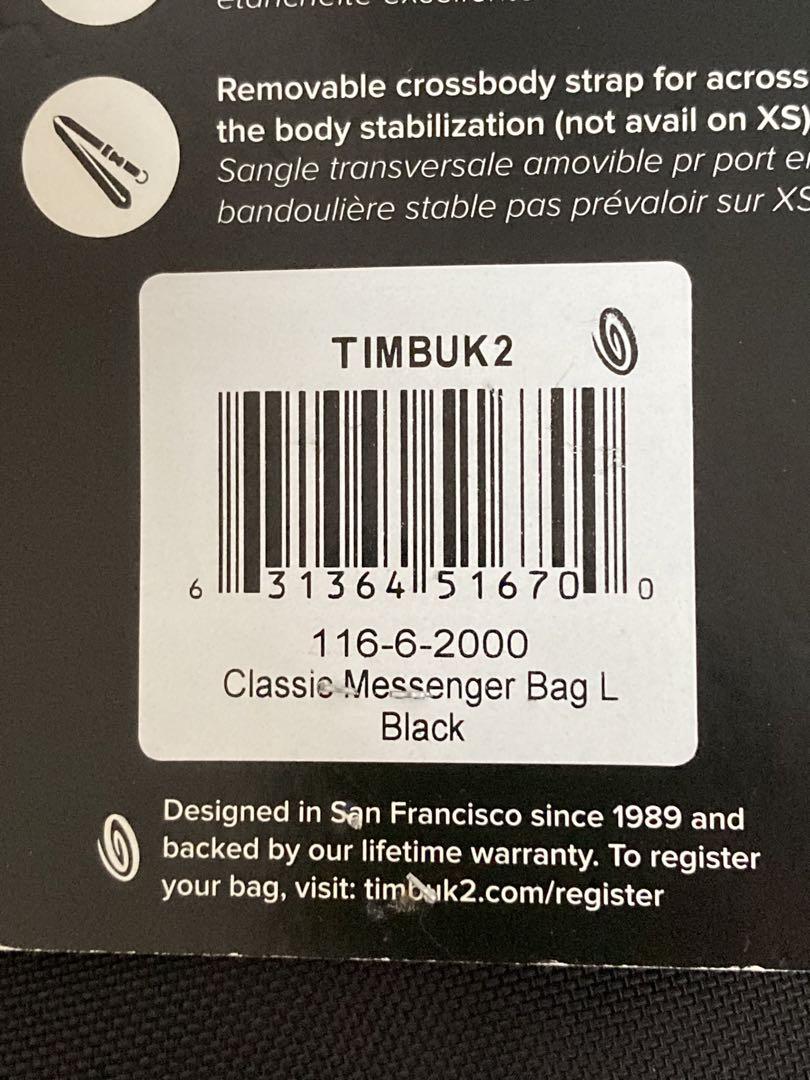 étanchéité
Removable crossbody strap for across
the body stabilization (not avail on XS)
Sangle transversale amovible pr port
bandoulière stable pas prévaloir sur XS
TIMBUK2
6 31364 51670 0
116-6-2000
Classic Messenger Bag L
Black
Designed in San Francisco since 1989 and
backed by our lifetime warranty. To register
your bag, visit: timbuk2.com/register